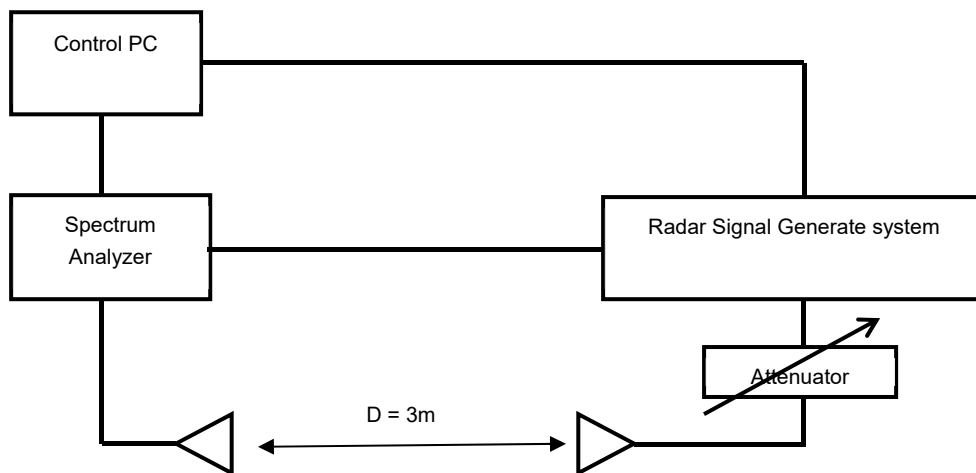 Control PC
Spectrum
Analyzer
Radar Signal Generate system
Attenuator
D = 3m